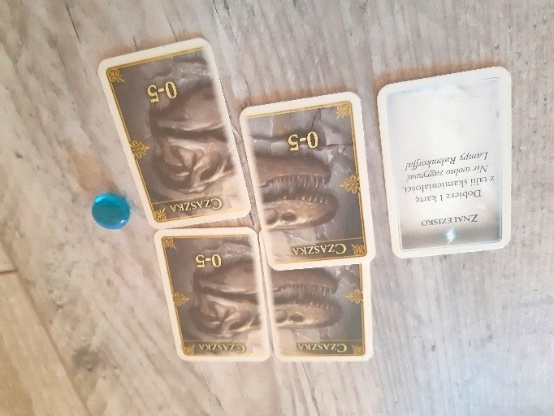 CZASZKA
0-5
CZASZKA
0-5
CZASZKA
0-5
CZASZKA
ZNALEZISKO
Dobierz 1 kartę
z talii skamieniałości.
Nie wolno zagrywać
Lampy Ruhmkorffa!